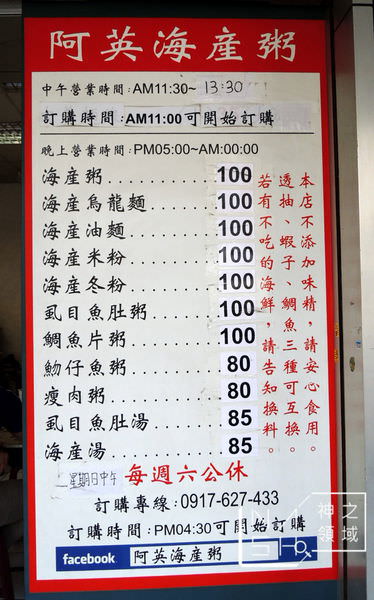 阿英海產粥
中午營業時間:AM11:30~13:30
訂購時間:AM11:00可開始訂購
晚上營業時間:PM05:00~AM:00:00
海產粥..............100
海產烏龍麵........100
海產油麵...........100
海產米粉...........100
海產冬粉...........100
虱目魚肚粥........100
鯛魚片粥...........100
魩仔魚粥...........80
瘦肉粥..............80
虱目魚肚湯........85
海產湯..............85
本店不添加味精,請安心食用。
透抽、蝦子、鯛魚三種可互換。
若有不吃的海鮮,請告知換料。
星期日中午 每週六公休
訂購專線:0917-627-433
訂購時間:PM04:30可開始訂購
facebook 阿英海產粥
神之領域